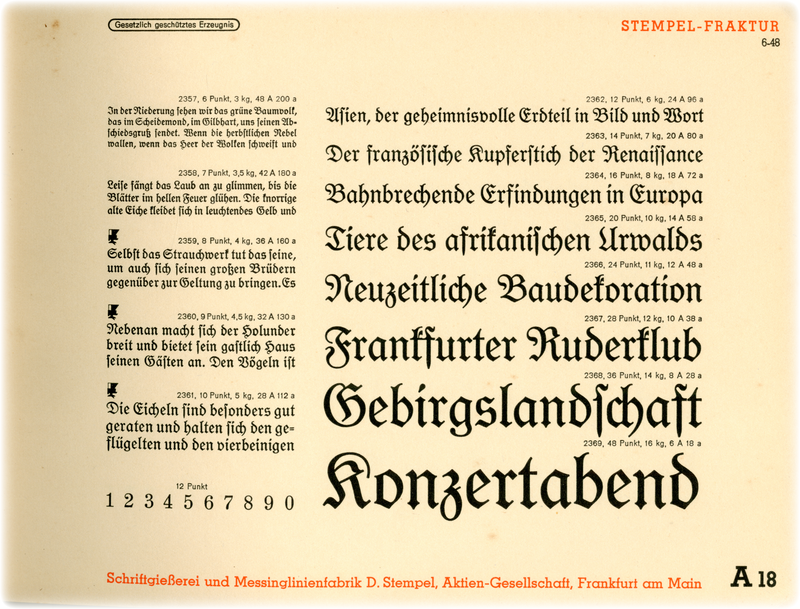 Gesetzlich geschütztes Erzeugnis
STEMPEL-FRAKTUR
6-48
2357, 6 Punkt, 3 kg, 48 A 200 a
In der Niederung sehen wir das grüne Baumvolk,
das im Scheidemond, im Gilbhart, uns seinen Ab-
schiedsgruß sendet. Wenn die herbstlichen Nebel
wallen, wenn das Heer der Wolken schweift und
2358, 7 Punkt, 3,5 kg, 42 A 180 a
Leise fängt das Laub an zu glimmen, bis die
Blätter im hellen Feuer glühen. Die knorrige
alte Eiche kleidet sich in leuchtendes Gelb und
2359, 8 Punkt, 4 kg, 36 A 160 a
Selbst das Strauchwerk tut das seine,
um auch sich seinen großen Brüdern
gegenüber zur Geltung zu bringen. Es
2360, 9 Punkt, 4,5 kg, 32 A 130 a
Nebenan macht sich der Holunder
breit und bietet sein gastlich Haus
seinen Gästen an. Den Vögeln ist
2361, 10 Punkt, 5 kg, 28 A 112 a
Die Eicheln sind besonders gut
geraten und halten sich den ge=
flügelten und den vierbeinigen
12 Punkt
1 2 3 4 5 6 7 8 9 0
2362, 12 Punkt, 6 kg, 24 A 96 a
Asien, der geheimnisvolle Erdteil in Bild und Wort
2363, 14 Punkt, 7 kg, 20 A 80 a
Der französische Kupferstich der Renaissance
2364, 16 Punkt, 8 kg, 18 A 72 a
Bahnbrechende Erfindungen in Europa
2365, 20 Punkt, 10 kg, 14 A 58 a
Tiere des afrikanischen Urwalds
2366, 24 Punkt, 11 kg, 12 A 48 a
Neuzeitliche Baudekoration
2367, 28 Punkt, 12 kg, 10 A 38 a
Frankfurter Ruderklub
2368, 36 Punkt, 14 kg, 8 A 28 a
Gebirgslandschaft
2369, 48 Punkt, 16 kg, 6 A 18 a
Konzertabend
Schriftgießerei und Messinglinienfabrik D. Stempel, Aktien-Gesellschaft, Frankfurt am Main
A 18